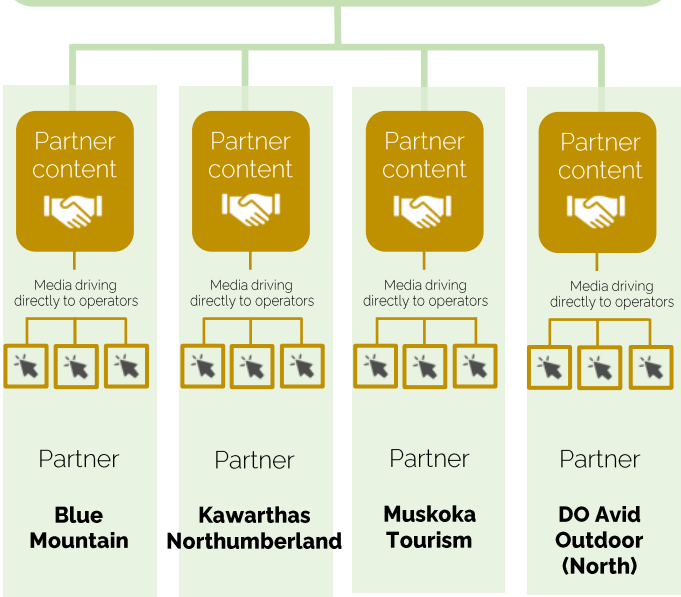 Partner
content
Media driving
directly to operators
Partner
Blue
Mountain
Partner
content
Media driving
directly to operators
Partner
Kawarthas
Northumberland
Partner
content
Media driving
directly to operators
Partner
Muskoka
Tourism
Partner
content
Media driving
directly to operators
Partner
DO Avid
Outdoor
(North)